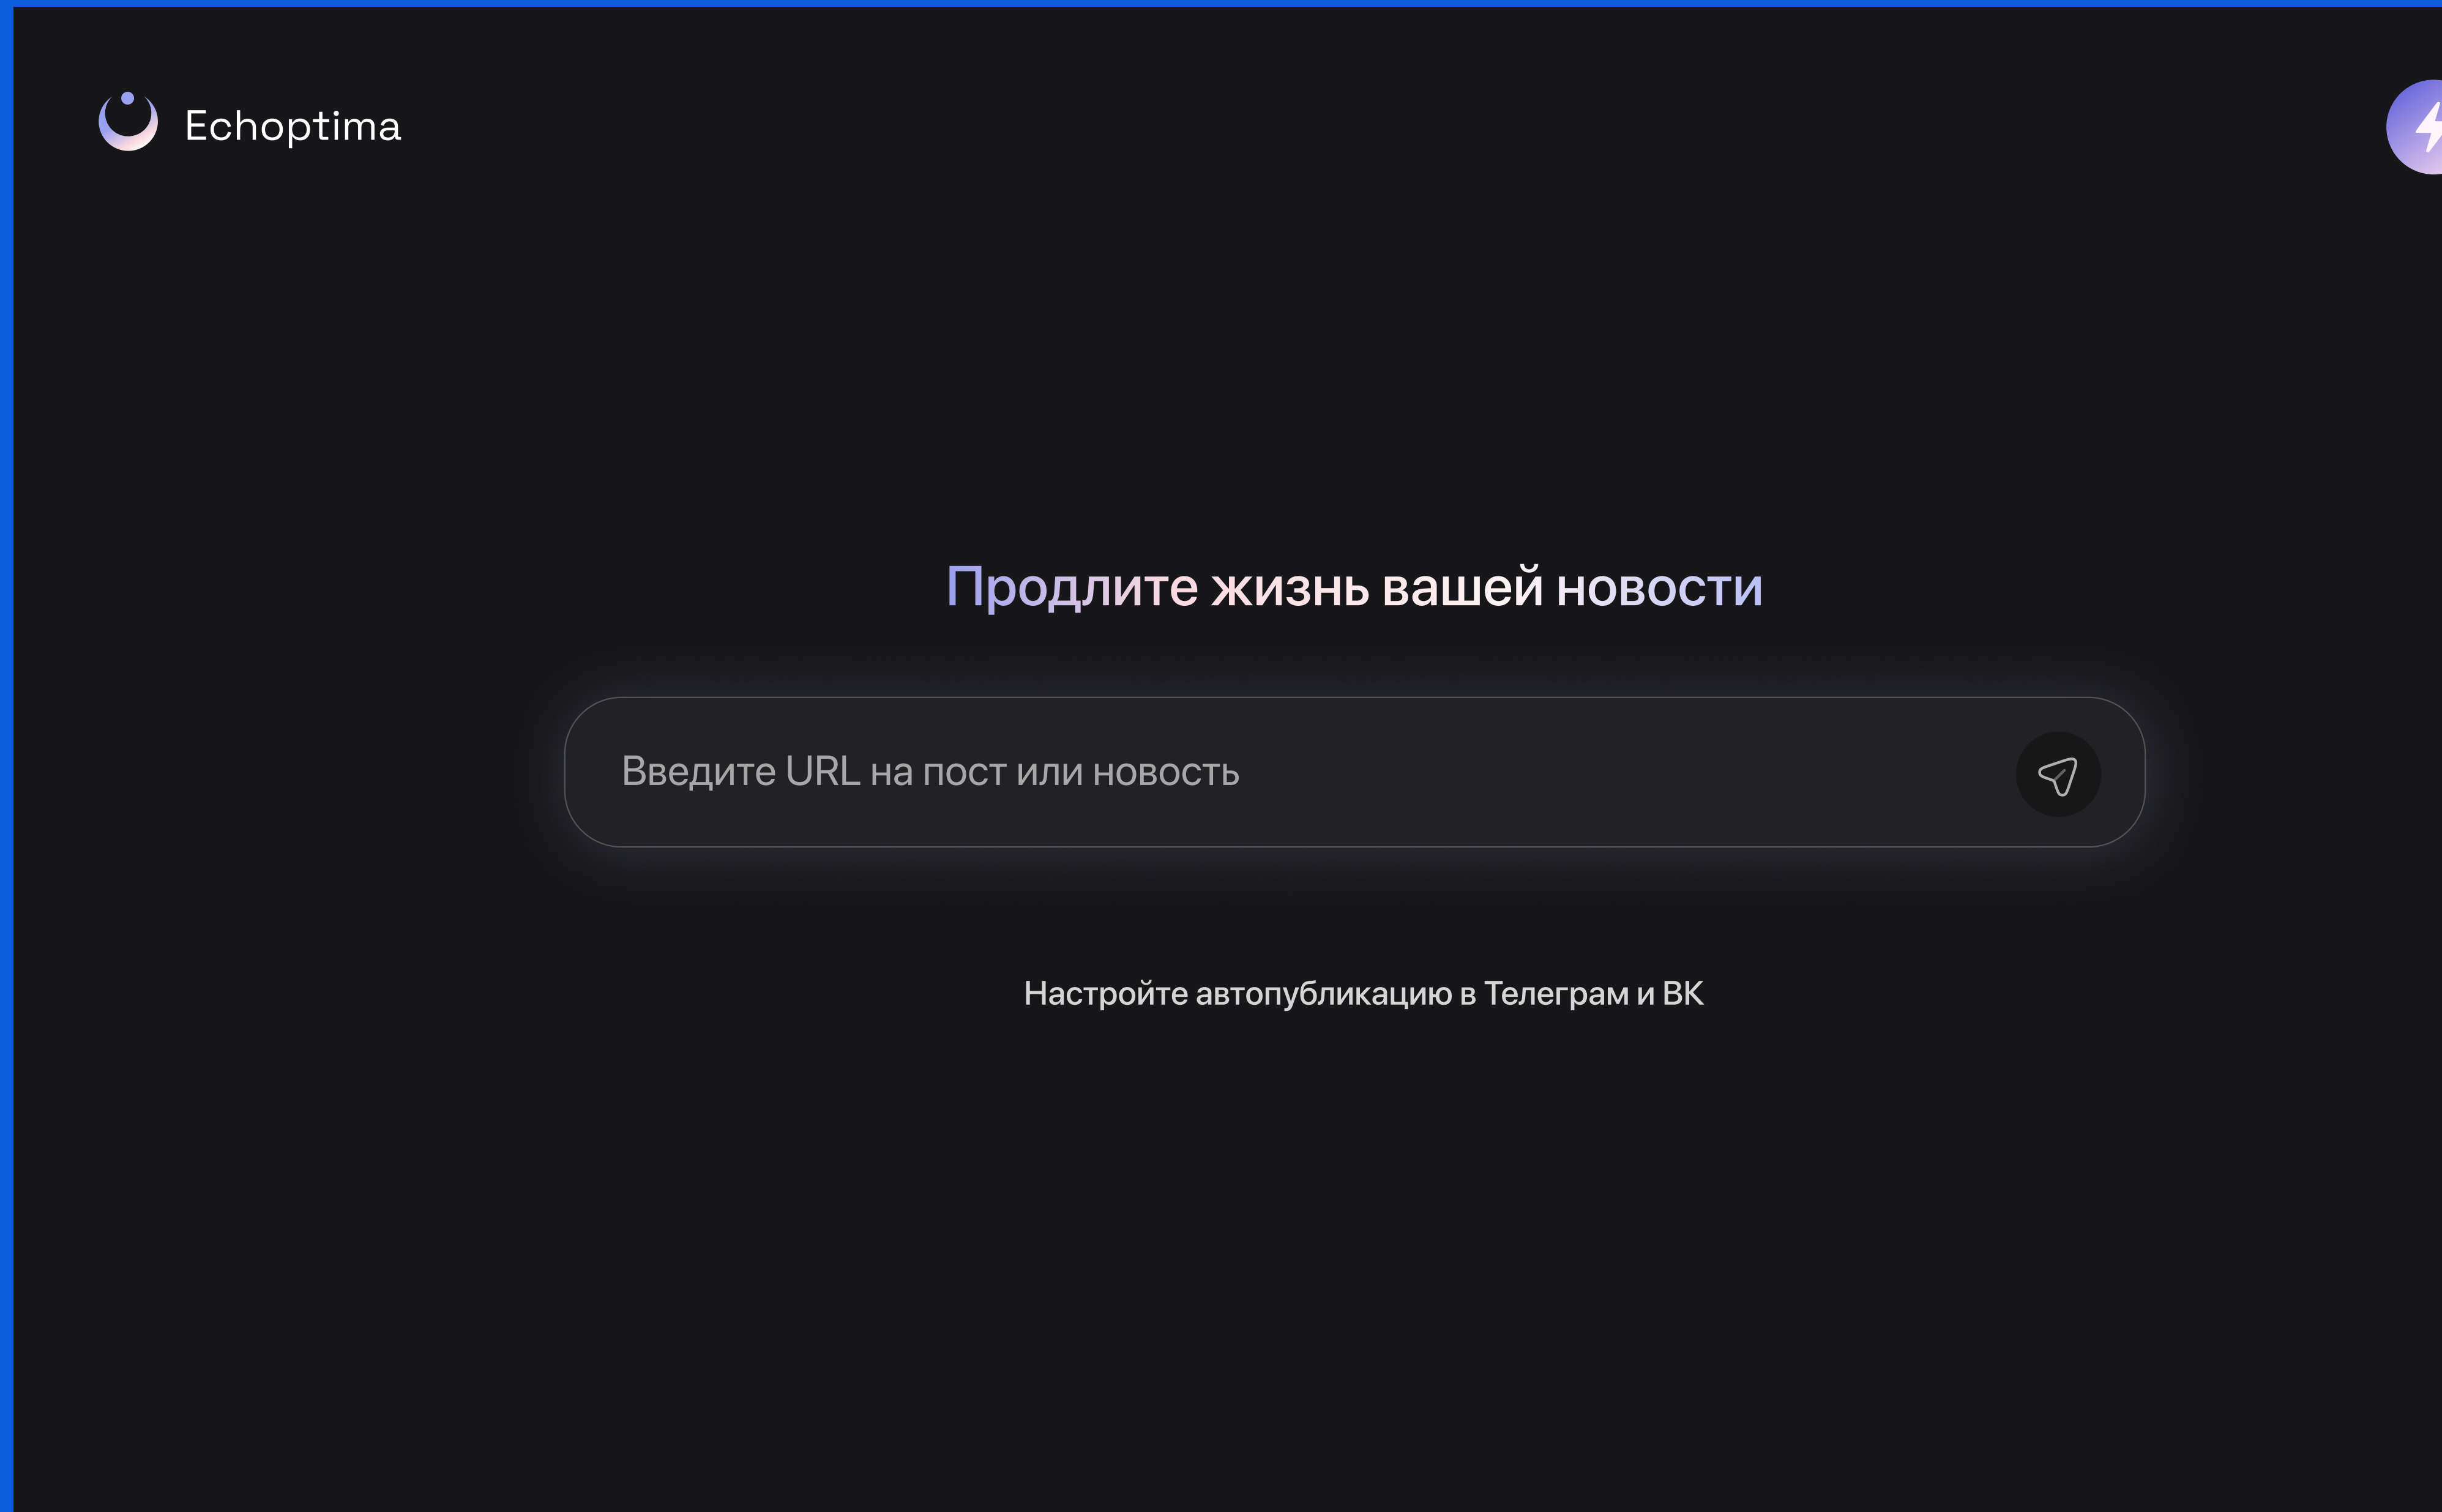 Echoptima
Продлите жизнь вашей новости
Введите URL на пост или новость
Настройте автопубликацию в Телеграм и ВК